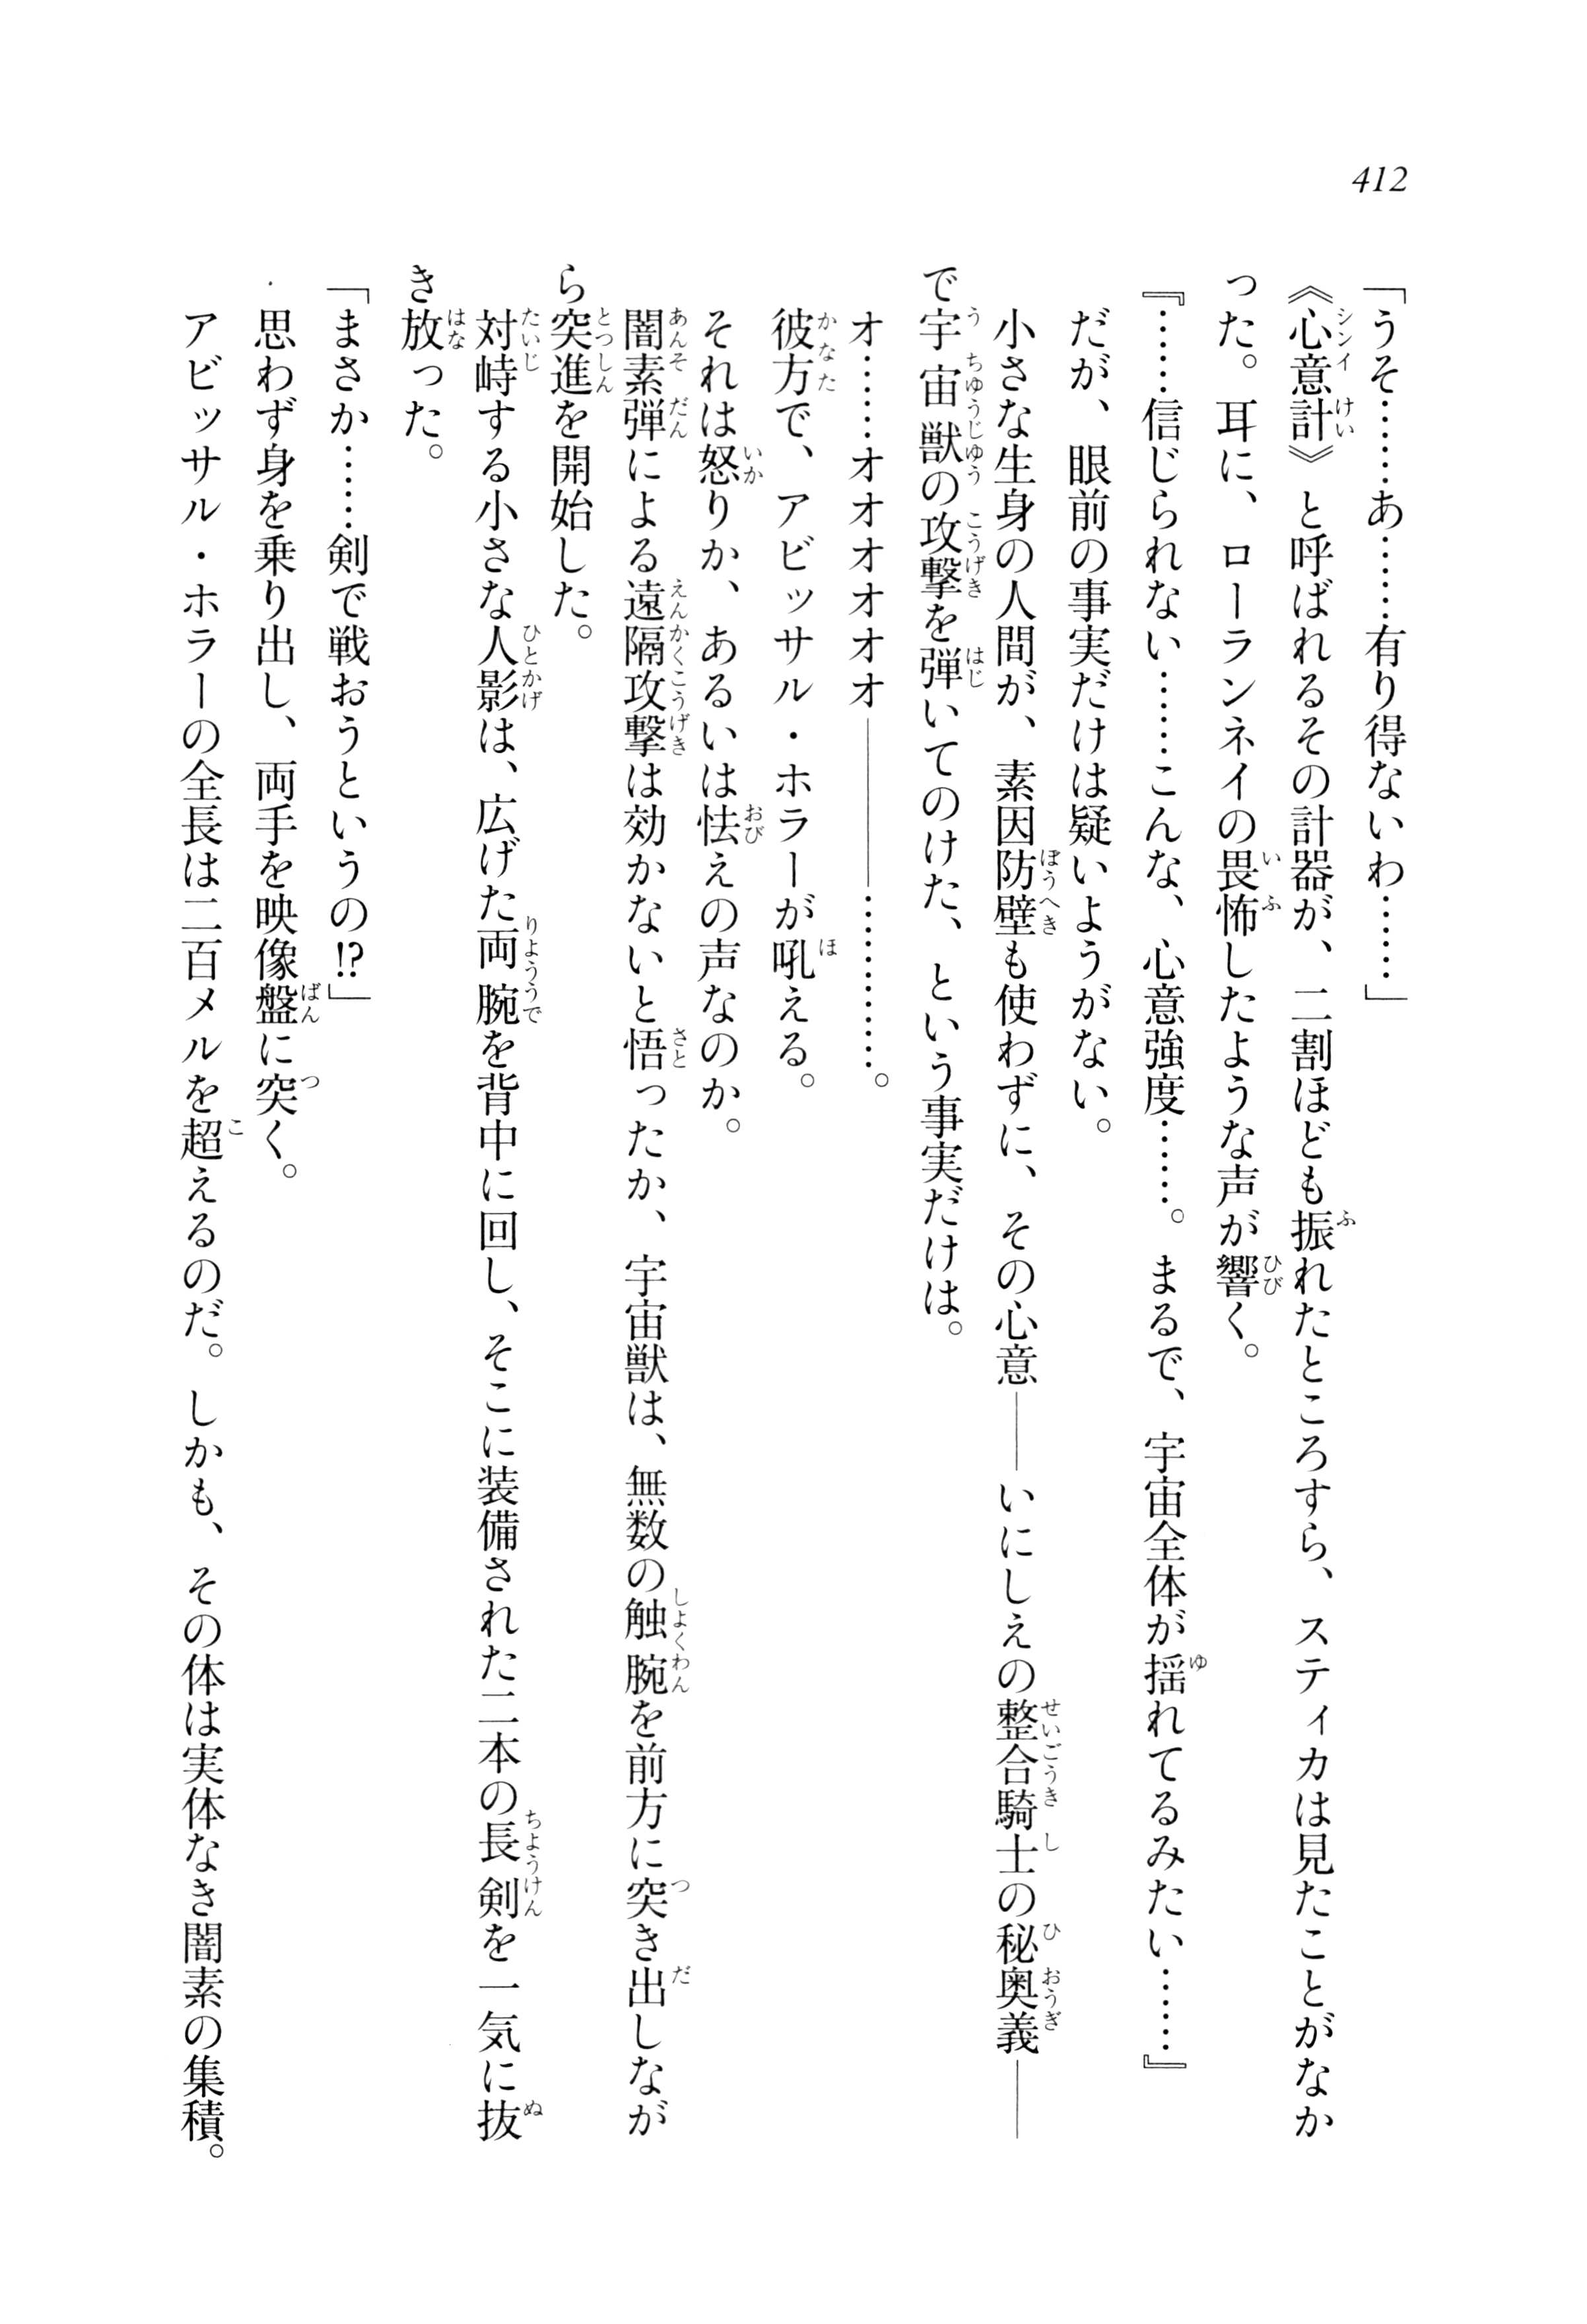 412
「うそ……あ……有り得ないわ……」
《心意計》と呼ばれるその計器が、二割ほども振れたところすら、スティカは見たことがなか
った。耳に、ローランネイの畏怖したような声が響く。
『……信じられない……こんな、心意強度……。まるで、宇宙全体が揺れてるみたい……』
だが、眼前の事実だけは疑いようがない。
小さな生身の人間が、素因防壁も使わずに、その心意――いにしえの整合騎士の秘奥義――
で宇宙獣の攻撃を弾いてのけた、という事実だけは。
オ……オオオオオオ――――…………。
彼方で、アビッサル・ホラーが吼える。
それは怒りか、あるいは怯えの声なのか。
闇素弾による遠隔攻撃は効かないと悟ったか、宇宙獣は、無数の触腕を前方に突き出しなが
ら突進を開始した。
対峙する小さな人影は、広げた両腕を背中に回し、そこに装備された二本の長剣を一気に抜
き放った。
「まさか……剣で戦おうというの!?」
思わず身を乗り出し、両手を映像盤に突く。
アビッサル・ホラーの全長は二百メルを超えるのだ。しかも、その体は実体なき闇素の集積。